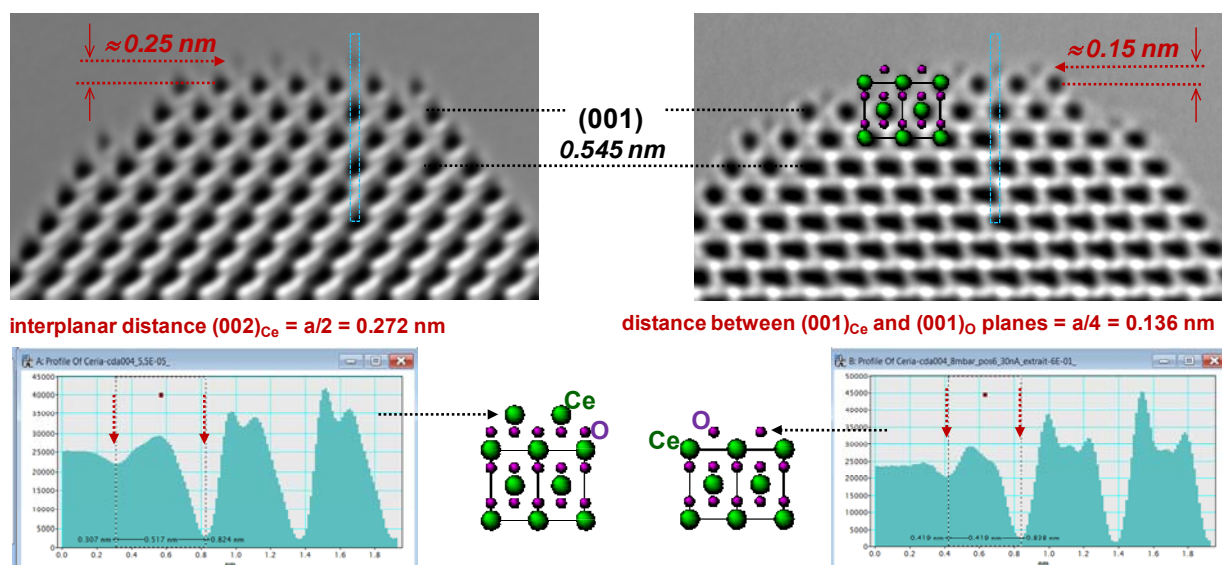 ≈0.25 nm
≈0.15 nm
(001)
0.545 nm
interplanar distance (002)Ce = a/2 = 0.272 nm
distance between (001)Ce and (001)O planes = a/4 = 0.136 nm
A: Profile Of Ceria-cda004_5,5E-05_
45000
40000
35000
30000
25000
20000
15000
10000
5000
0
0.307 nm
0.517 nm
0.824 nm
0.0 0.2 0.4 0.6 0.8 1.0 1.2 1.4 1.6 1.8
Ce
O
O
Ce
B: Profile Of Ceria-cda004_8mbar_pos6_30nA_extrait-6E-01_
50000
45000
40000
35000
30000
25000
20000
15000
10000
5000
0
0.419 nm
0.419 nm
0.838 nm
0.0 0.2 0.4 0.6 0.8 1.0 1.2 1.4 1.6 1.8